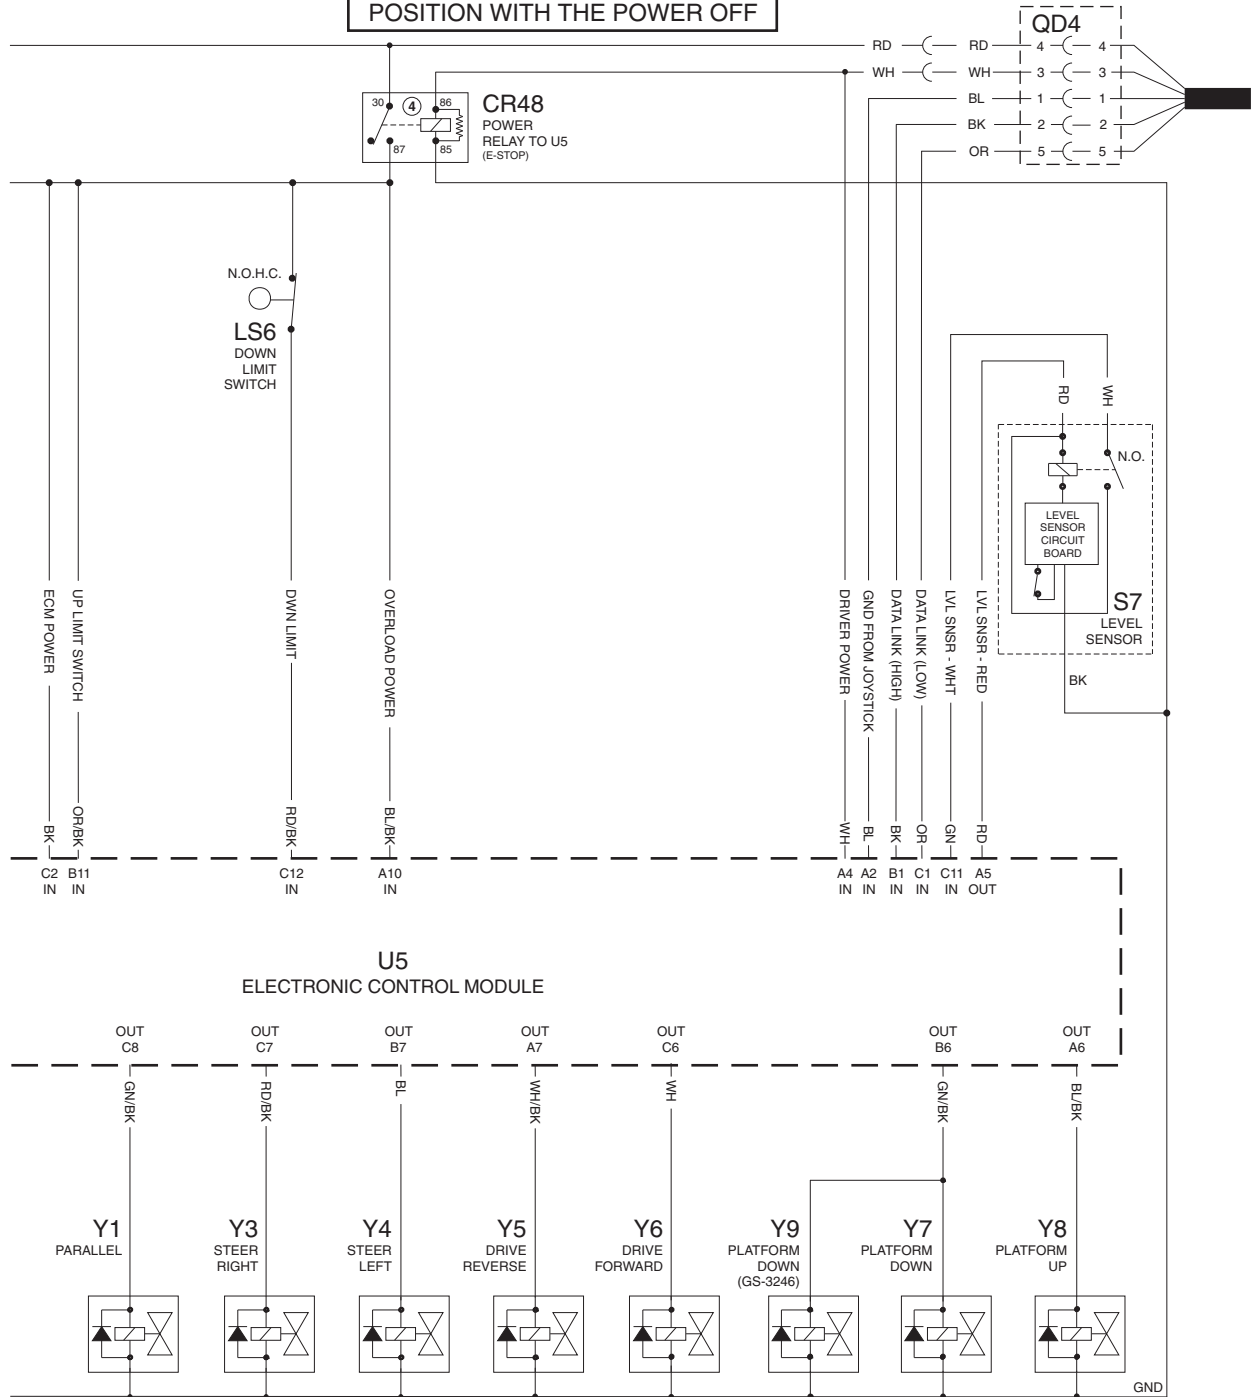 POSITION WITH THE POWER OFF
QD4
RD RD 4 4
WH WH 3 3
BL 1 1
BK 2 2
OR 5 5
30 4 86
87 85
CR48
POWER
RELAY TO U5
(E-STOP)
N.O.H.C.
LS6
DOWN
LIMIT
SWITCH
RD
WH
N.O.
LEVEL
SENSOR
CIRCUIT
BOARD
S7
LEVEL
SENSOR
BK
ECM POWER
UP LIMIT SWITCH
DWN LIMIT
OVERLOAD POWER
DRIVER POWER
GND FROM JOYSTICK
DATA LINK (HIGH)
DATA LINK (LOW)
LVL SNSR - WHT
LVL SNSR - RED
BK
OR/BK
RD/BK
BL/BK
WH
BL
BK
OR
GN
RD
C2 B11 C12 A10 A4 A2 B1 C1 C11 A5
IN IN IN IN IN IN IN IN IN OUT
U5
ELECTRONIC CONTROL MODULE
OUT OUT OUT OUT OUT OUT OUT
C8 C7 B7 A7 C6 B6 A6
GN/BK
RD/BK
BL
WH/BK
WH
GN/BK
BL/BK
Y1
PARALLEL
Y3
STEER
RIGHT
Y4
STEER
LEFT
Y5
DRIVE
REVERSE
Y6
DRIVE
FORWARD
Y9
PLATFORM
DOWN
(GS-3246)
Y7
PLATFORM
DOWN
Y8
PLATFORM
UP
GND